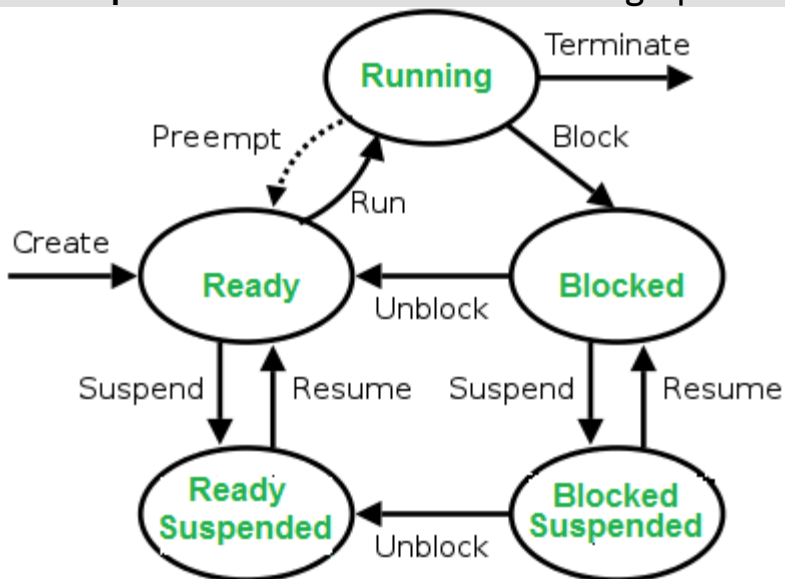 Terminate
Running
Preempt
Block
Run
Create
Ready
Blocked
Unblock
Suspend
Resume
Suspend
Resume
Ready
Suspended
Blocked
Suspended
Unblock